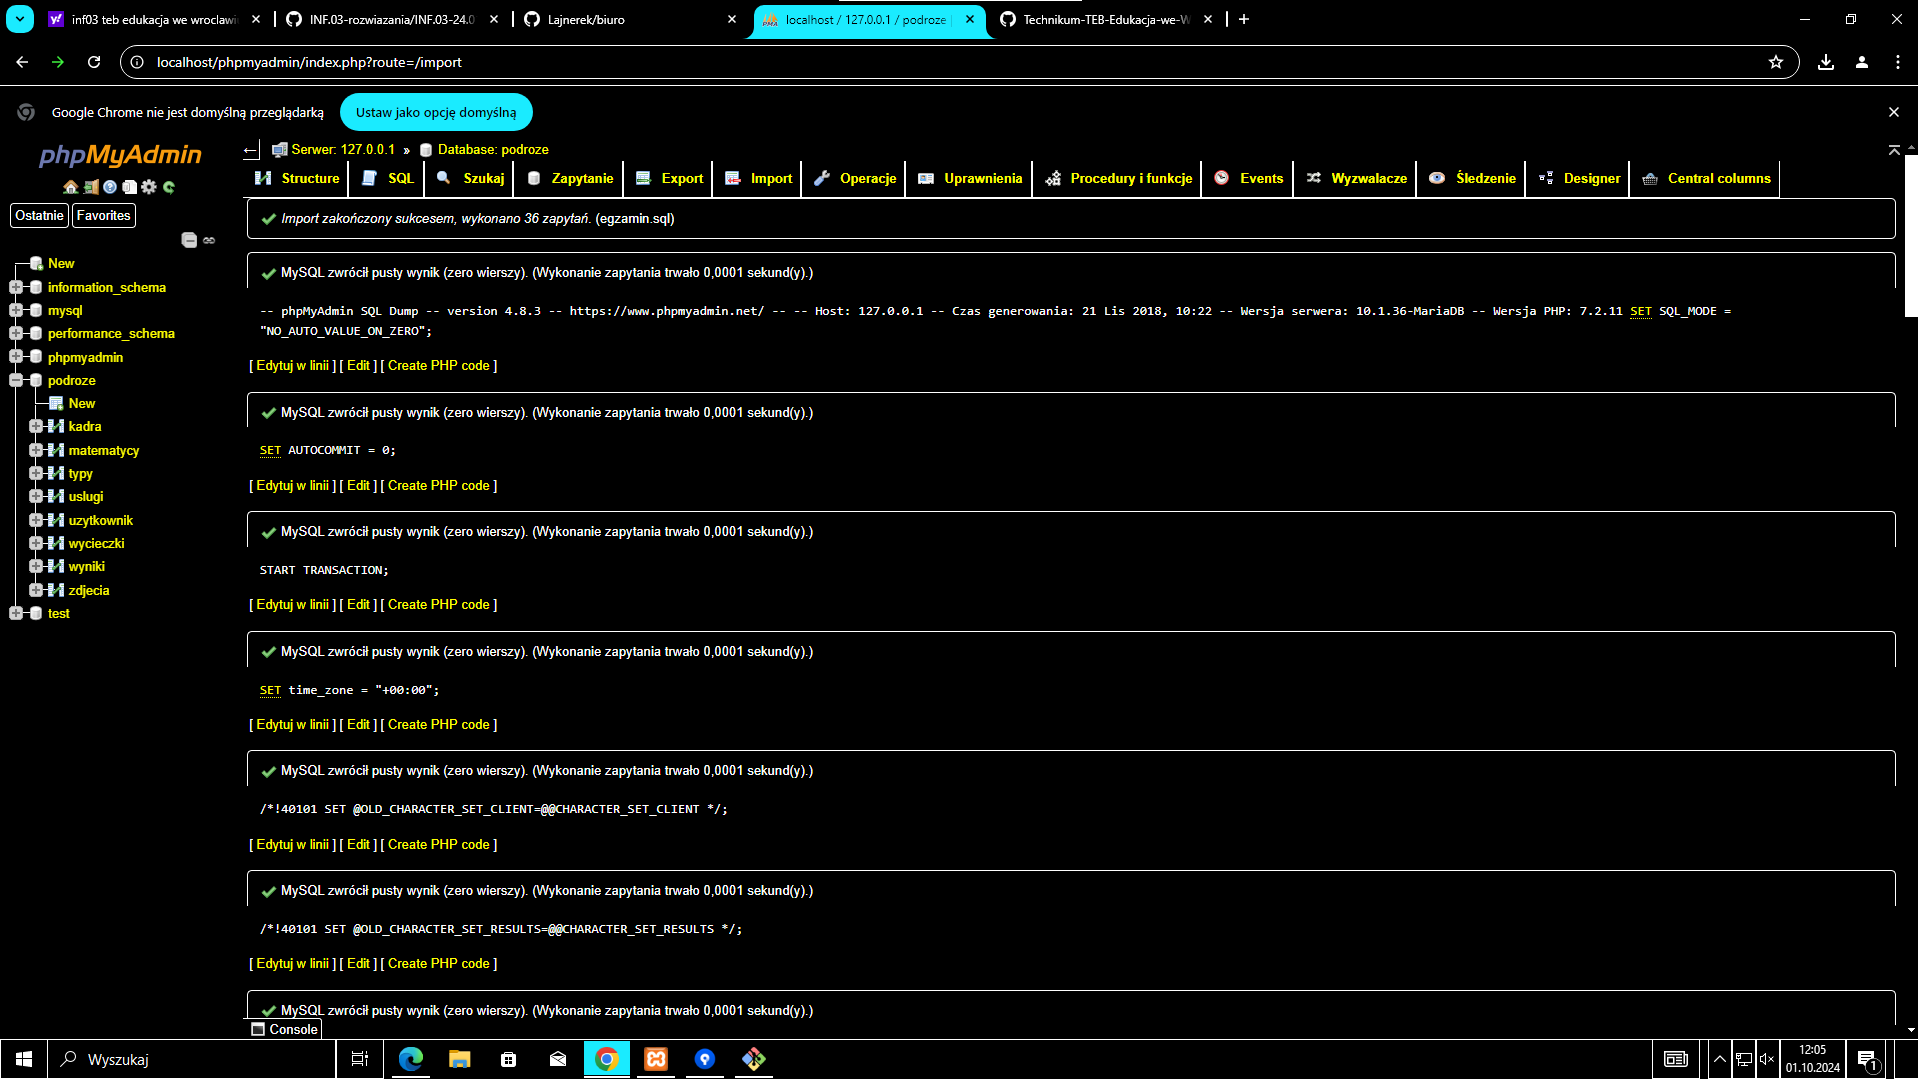 inf03 teb edukacja we wroclawi
INF.03-rozwiazania/INF.03-24.0
Lajnerek/biuro
localhost / 127.0.0.1 / podroze |
Technikum-TEB-Edukacja-we-W
localhost/phpmyadmin/index.php?route=/import
Google Chrome nie jest domyślną przeglądarką
Ustaw jako opcję domyślną
phpMyAdmin
Ostatnie
Favorites
New
information_schema
mysql
performance_schema
phpmyadmin
podroze
New
kadra
matematycy
typy
uslugi
uzytkownik
wycieczki
wyniki
zdjecia
test
Serwer: 127.0.0.1 » Database: podroze
Structure SQL Szukaj Zapytanie Export Import Operacje Uprawnienia Procedury i funkcje Events Wyzwalacze Śledzenie Designer Central columns
Import zakończony sukcesem, wykonano 36 zapytań. (egzamin.sql)
MySQL zwrócił pusty wynik (zero wierszy). (Wykonanie zapytania trwało 0,0001 sekund(y).)
-- phpMyAdmin SQL Dump -- version 4.8.3 -- https://www.phpmyadmin.net/ -- -- Host: 127.0.0.1 -- Czas generowania: 21 Lis 2018, 10:22 -- Wersja serwera: 10.1.36-MariaDB -- Wersja PHP: 7.2.11 SET SQL_MODE =
"NO_AUTO_VALUE_ON_ZERO";
[ Edytuj w linii ] [ Edit ] [ Create PHP code ]
MySQL zwrócił pusty wynik (zero wierszy). (Wykonanie zapytania trwało 0,0001 sekund(y).)
SET AUTOCOMMIT = 0;
[ Edytuj w linii ] [ Edit ] [ Create PHP code ]
MySQL zwrócił pusty wynik (zero wierszy). (Wykonanie zapytania trwało 0,0001 sekund(y).)
START TRANSACTION;
[ Edytuj w linii ] [ Edit ] [ Create PHP code ]
MySQL zwrócił pusty wynik (zero wierszy). (Wykonanie zapytania trwało 0,0001 sekund(y).)
SET time_zone = "+00:00";
[ Edytuj w linii ] [ Edit ] [ Create PHP code ]
MySQL zwrócił pusty wynik (zero wierszy). (Wykonanie zapytania trwało 0,0001 sekund(y).)
/*!40101 SET @OLD_CHARACTER_SET_CLIENT=@@CHARACTER_SET_CLIENT */;
[ Edytuj w linii ] [ Edit ] [ Create PHP code ]
MySQL zwrócił pusty wynik (zero wierszy). (Wykonanie zapytania trwało 0,0001 sekund(y).)
/*!40101 SET @OLD_CHARACTER_SET_RESULTS=@@CHARACTER_SET_RESULTS */;
[ Edytuj w linii ] [ Edit ] [ Create PHP code ]
MySQL zwrócił pusty wynik (zero wierszy). (Wykonanie zapytania trwało 0,0001 sekund(y).)
Console
Wyszukaj
12:05
01.10.2024
1